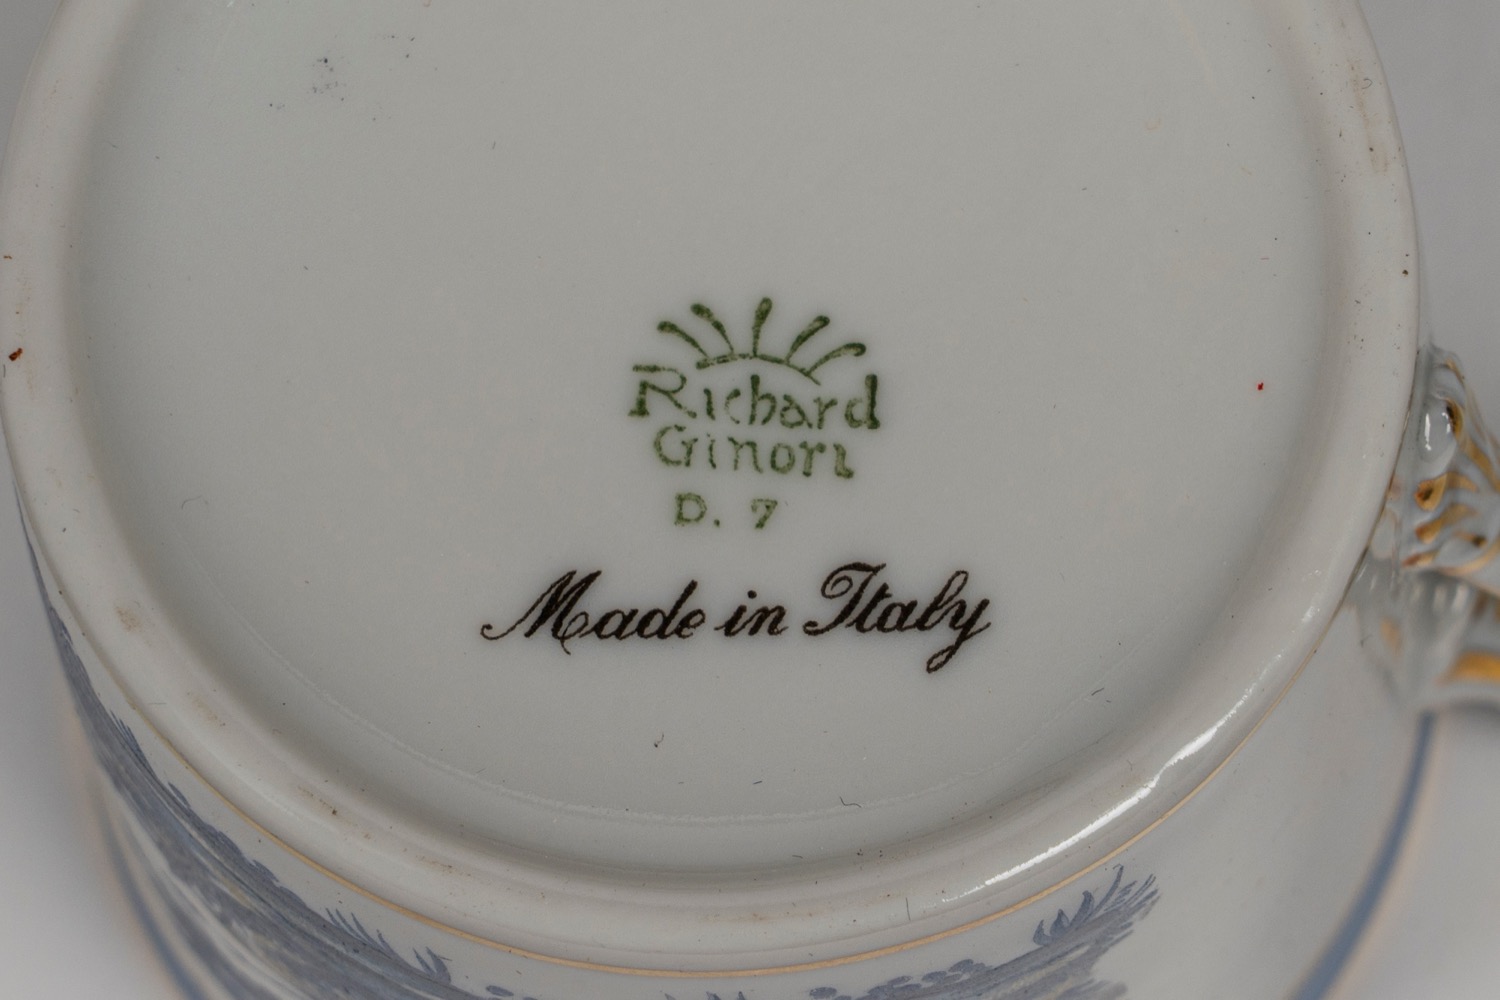 Richard
Ginori
D. 7
Made in Italy